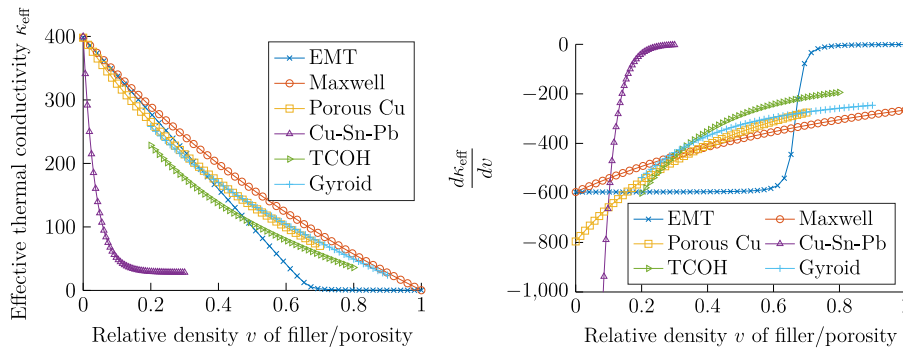 Effective thermal conductivity κeff
400
300
200
100
0
0
0.2
0.4
0.6
0.8
1
Relative density v of filler/porosity
EMT
Maxwell
Porous Cu
Cu-Sn-Pb
TCOH
Gyroid
dκeff
dv
0
−200
−400
−600
−800
−1,000
0
0.2
0.4
0.6
0.8
1
Relative density v of filler/porosity
EMT Maxwell
Porous Cu Cu-Sn-Pb
TCOH Gyroid